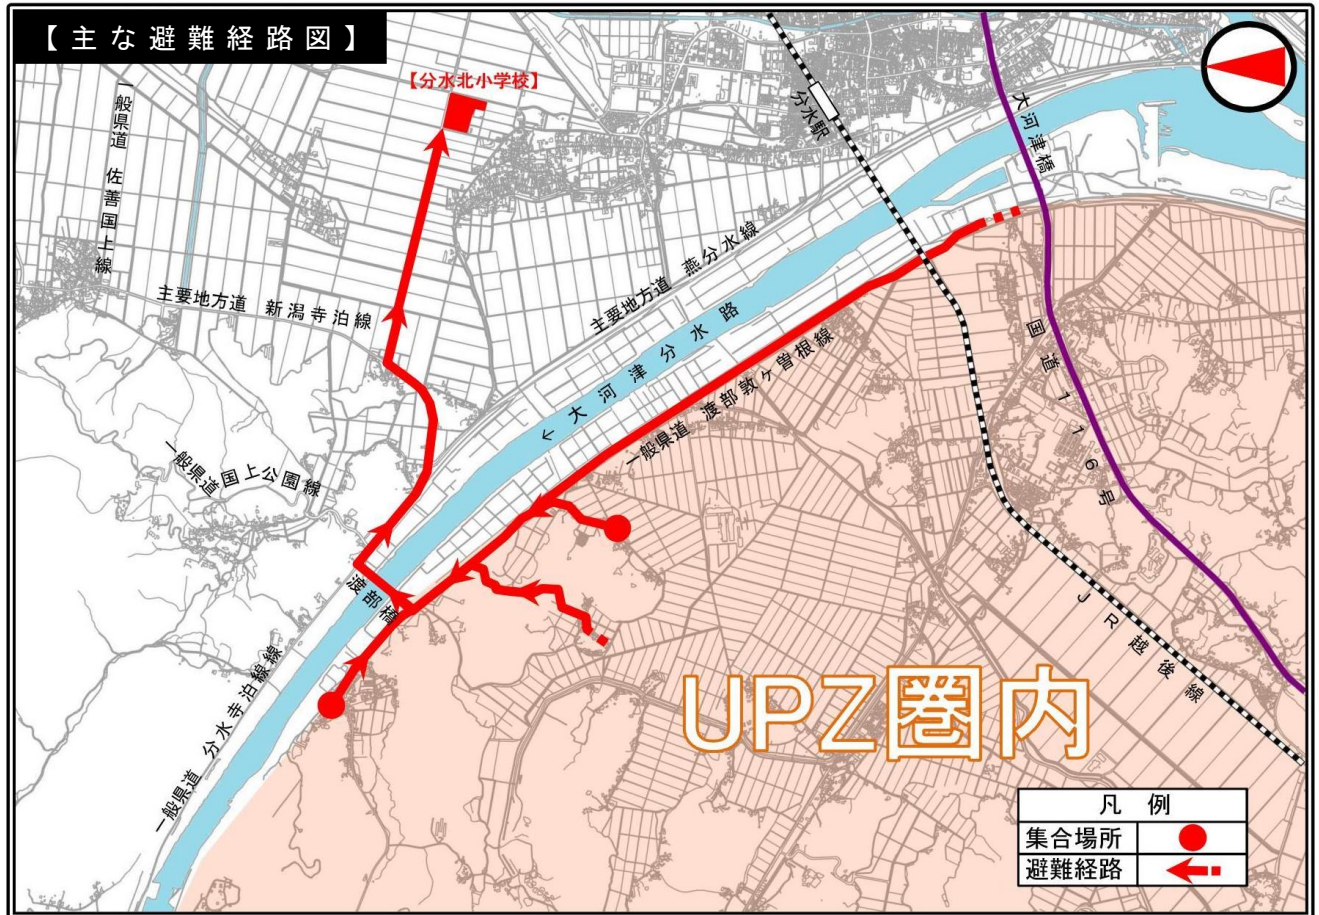 【主な避難経路図】
【分水北小学校】
一般県道 佐善国上線
分水駅
大河津橋
主要地方道 燕分水線
主要地方道 新潟寺泊線
←大河津分水路
国道116号
一般県道 渡部敦ヶ曽根線
一般県道国上公園線
渡部橋
JR越後線
一般県道 分水寺泊線線
UPZ圏内
凡例
集合場所
避難経路